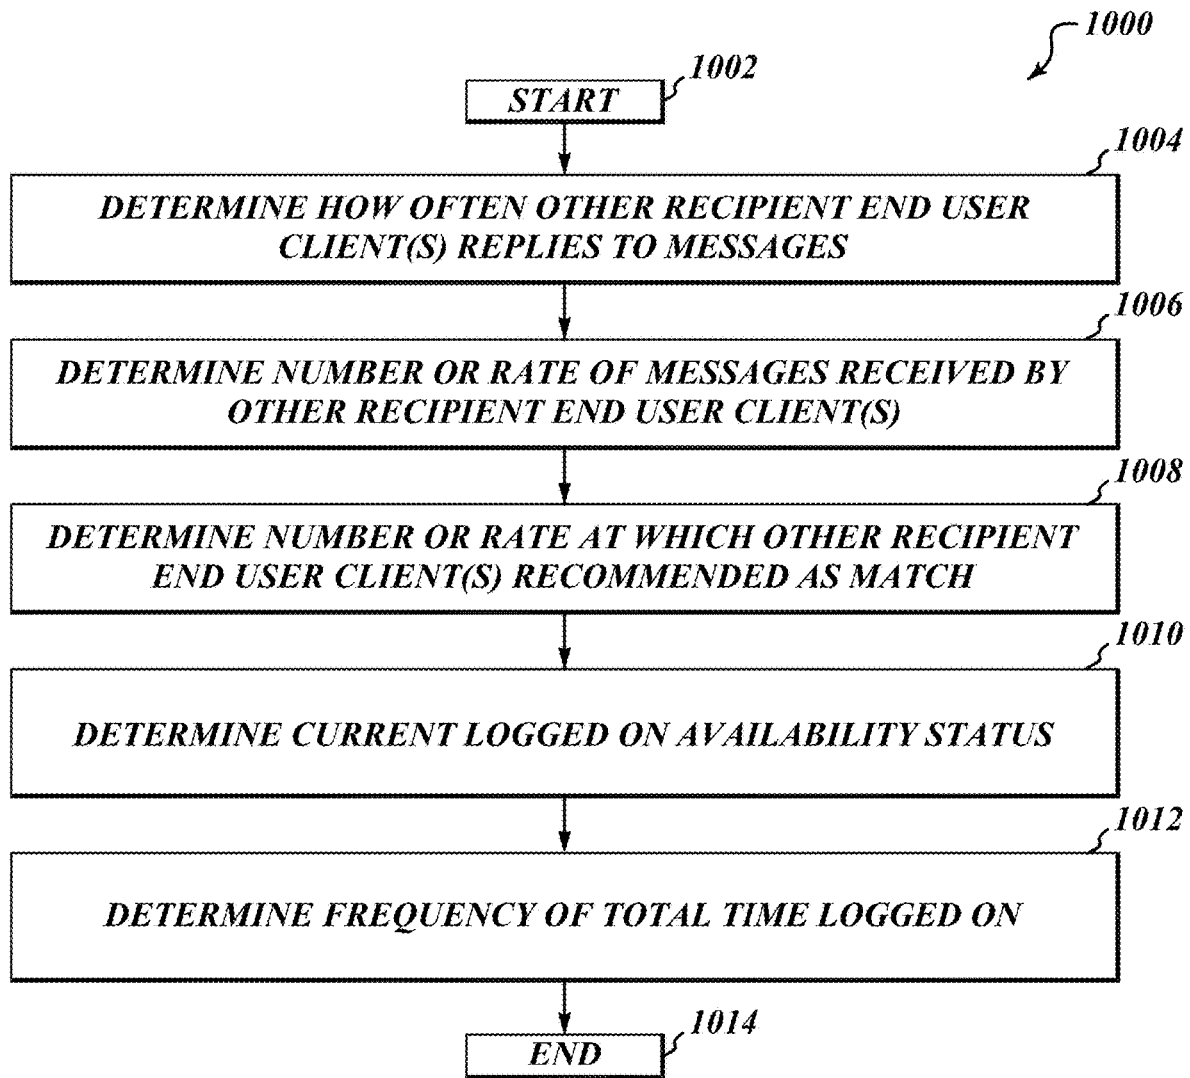 1000
1002
START
1004
DETERMINE HOW OFTEN OTHER RECIPIENT END USER
CLIENT(S) REPLIES TO MESSAGES
1006
DETERMINE NUMBER OR RATE OF MESSAGES RECEIVED BY
OTHER RECIPIENT END USER CLIENT(S)
1008
DETERMINE NUMBER OR RATE AT WHICH OTHER RECIPIENT
END USER CLIENT(S) RECOMMENDED AS MATCH
1010
DETERMINE CURRENT LOGGED ON AVAILABILITY STATUS
1012
DETERMINE FREQUENCY OF TOTAL TIME LOGGED ON
1014
END